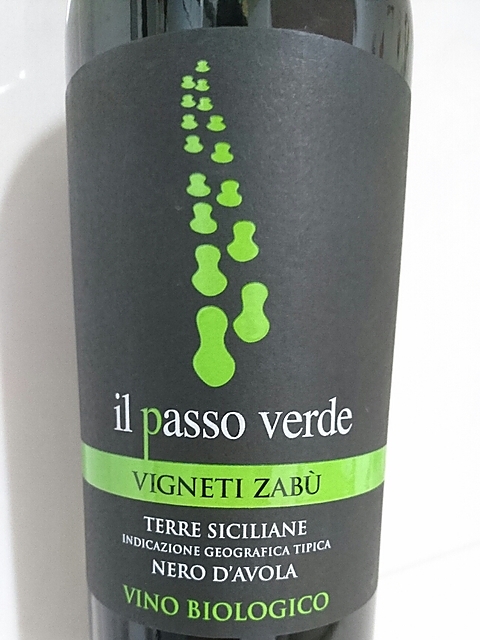 il passo verde
VIGNETI ZABÙ
TERRE SICILIANE
INDICAZIONE GEOGRAFICA TIPICA
NERO D'AVOLA
VINO BIOLOGICO